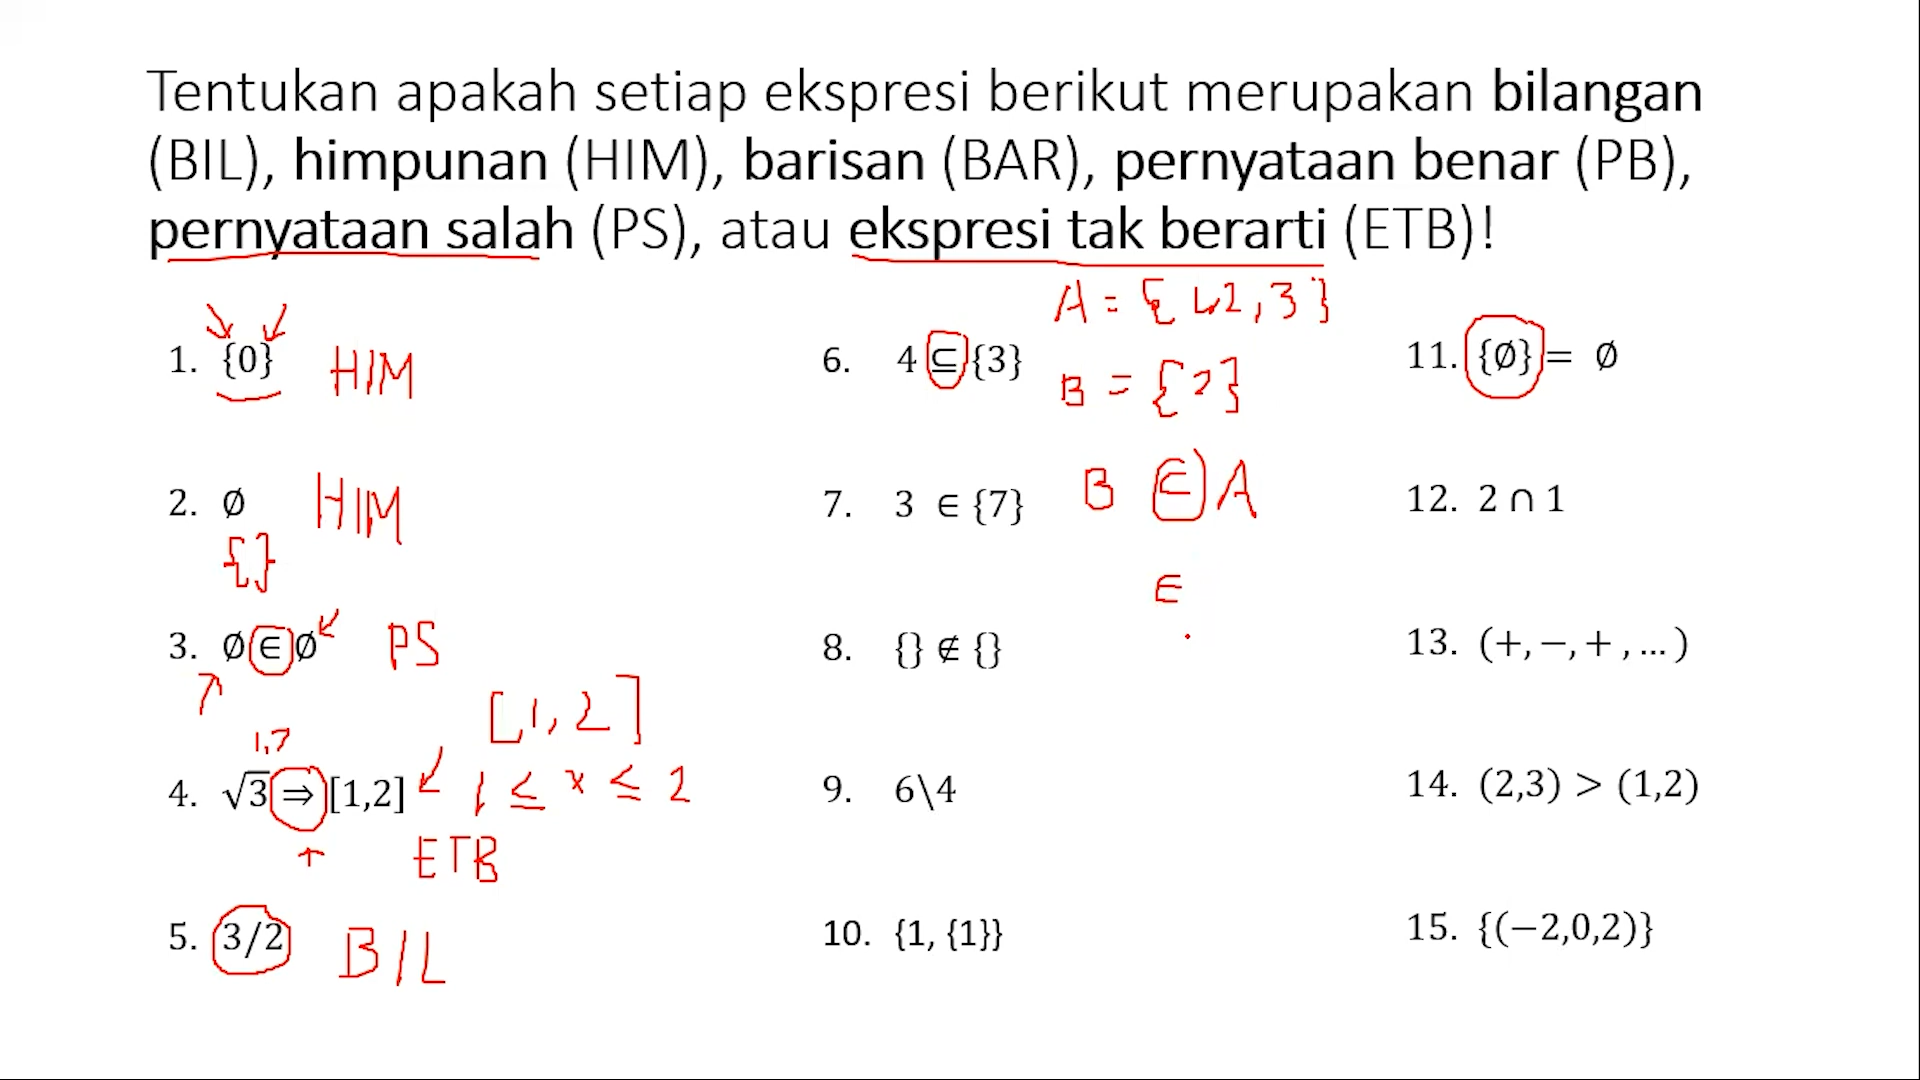 Tentukan apakah setiap ekspresi berikut merupakan bilangan
(BIL), himpunan (HIM), barisan (BAR), pernyataan benar (PB),
pernyataan salah (PS), atau ekspresi tak berarti (ETB)!
1. {0} HIM
2. ∅ HIM
{}
3. ∅ ∈ ∅ PS
1,7
4. √3 ⇒ [1,2]
[1, 2]
1 ≤ x ≤ 2
ETB
5. 3/2 BIL
6. 4 ⊆ {3}
A = {1,2,3}
B = {2}
7. 3 ∈ {7}
B ⊆ A
∈
8. {} ∉ {}
9. 6\4
10. {1, {1}}
11. {∅} = ∅
12. 2 ∩ 1
13. (+, −, + , … )
14. (2,3) > (1,2)
15. {(−2,0,2)}